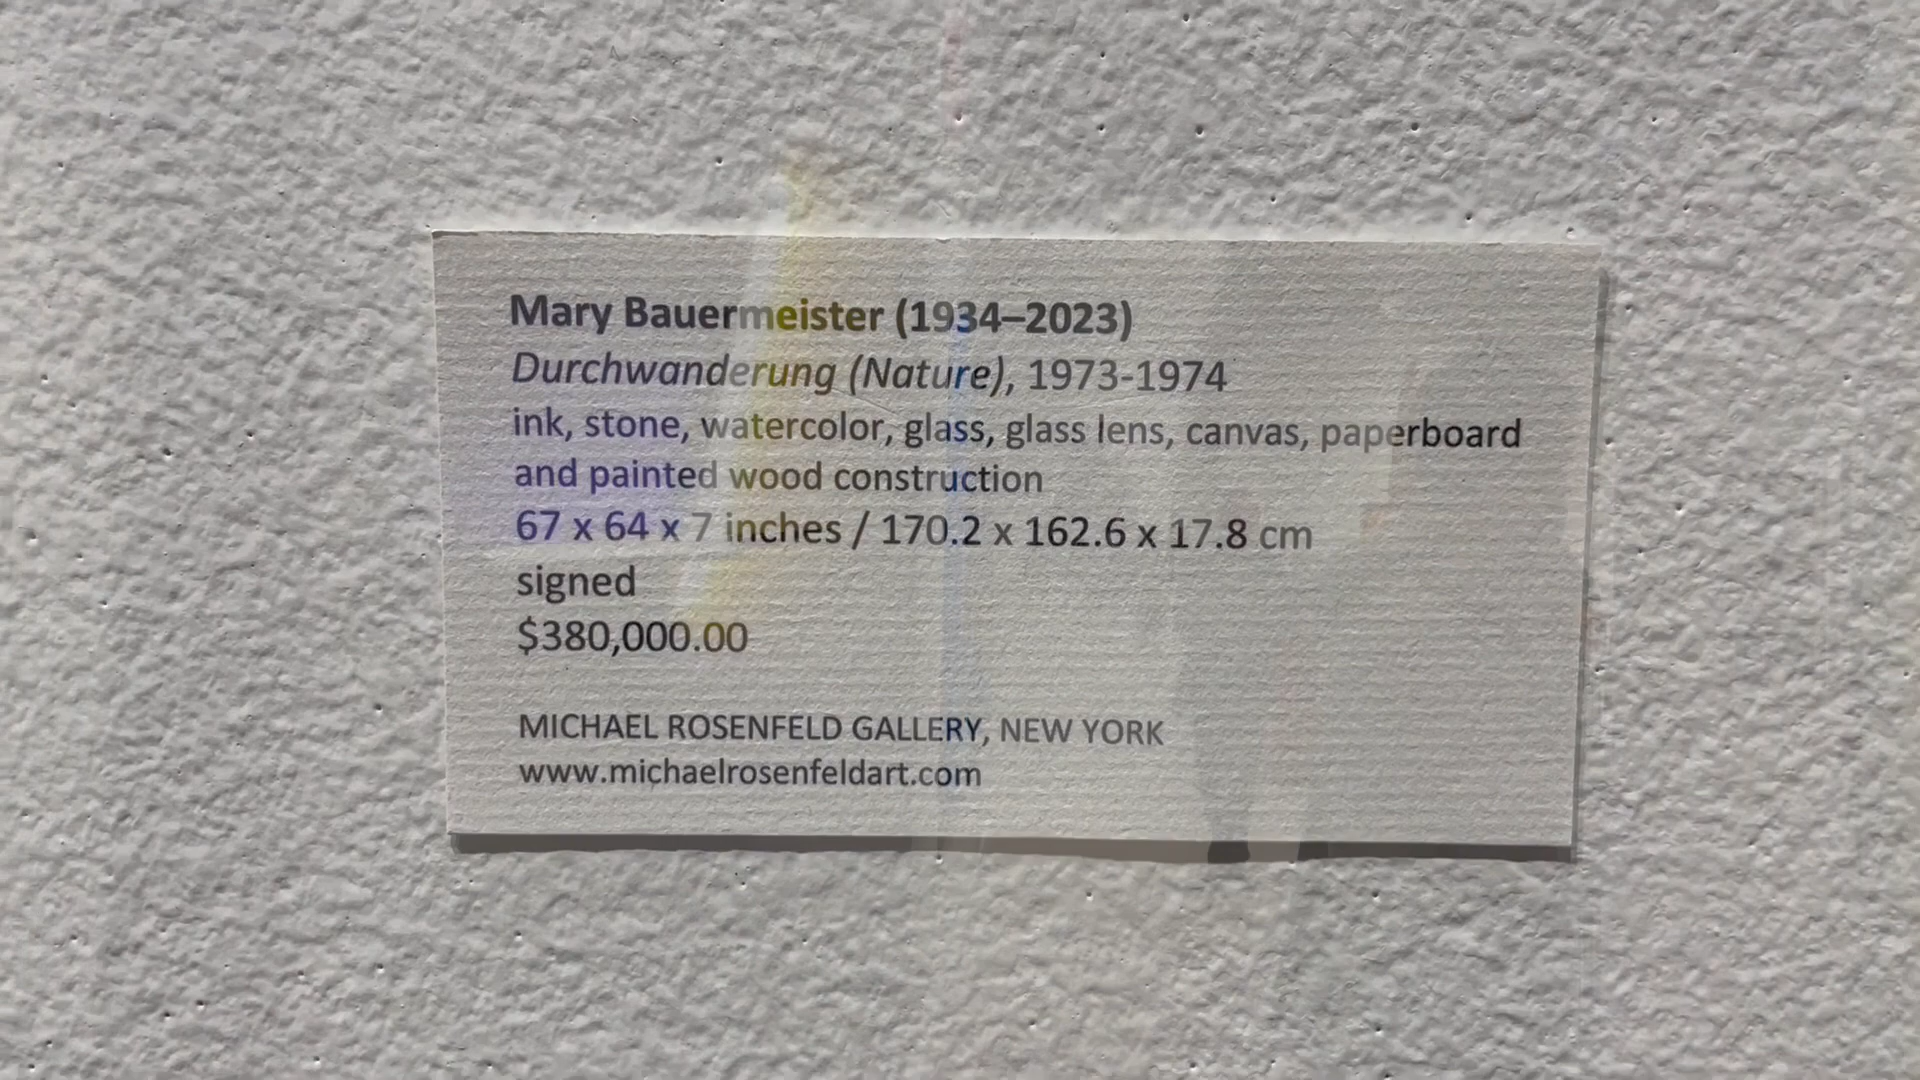 Mary Bauermeister (1934–2023)
Durchwanderung (Nature), 1973-1974
ink, stone, watercolor, glass, glass lens, canvas, paperboard
and painted wood construction
67 x 64 x 7 inches / 170.2 x 162.6 x 17.8 cm
signed
$380,000.00
MICHAEL ROSENFELD GALLERY, NEW YORK
www.michaelrosenfeldart.com